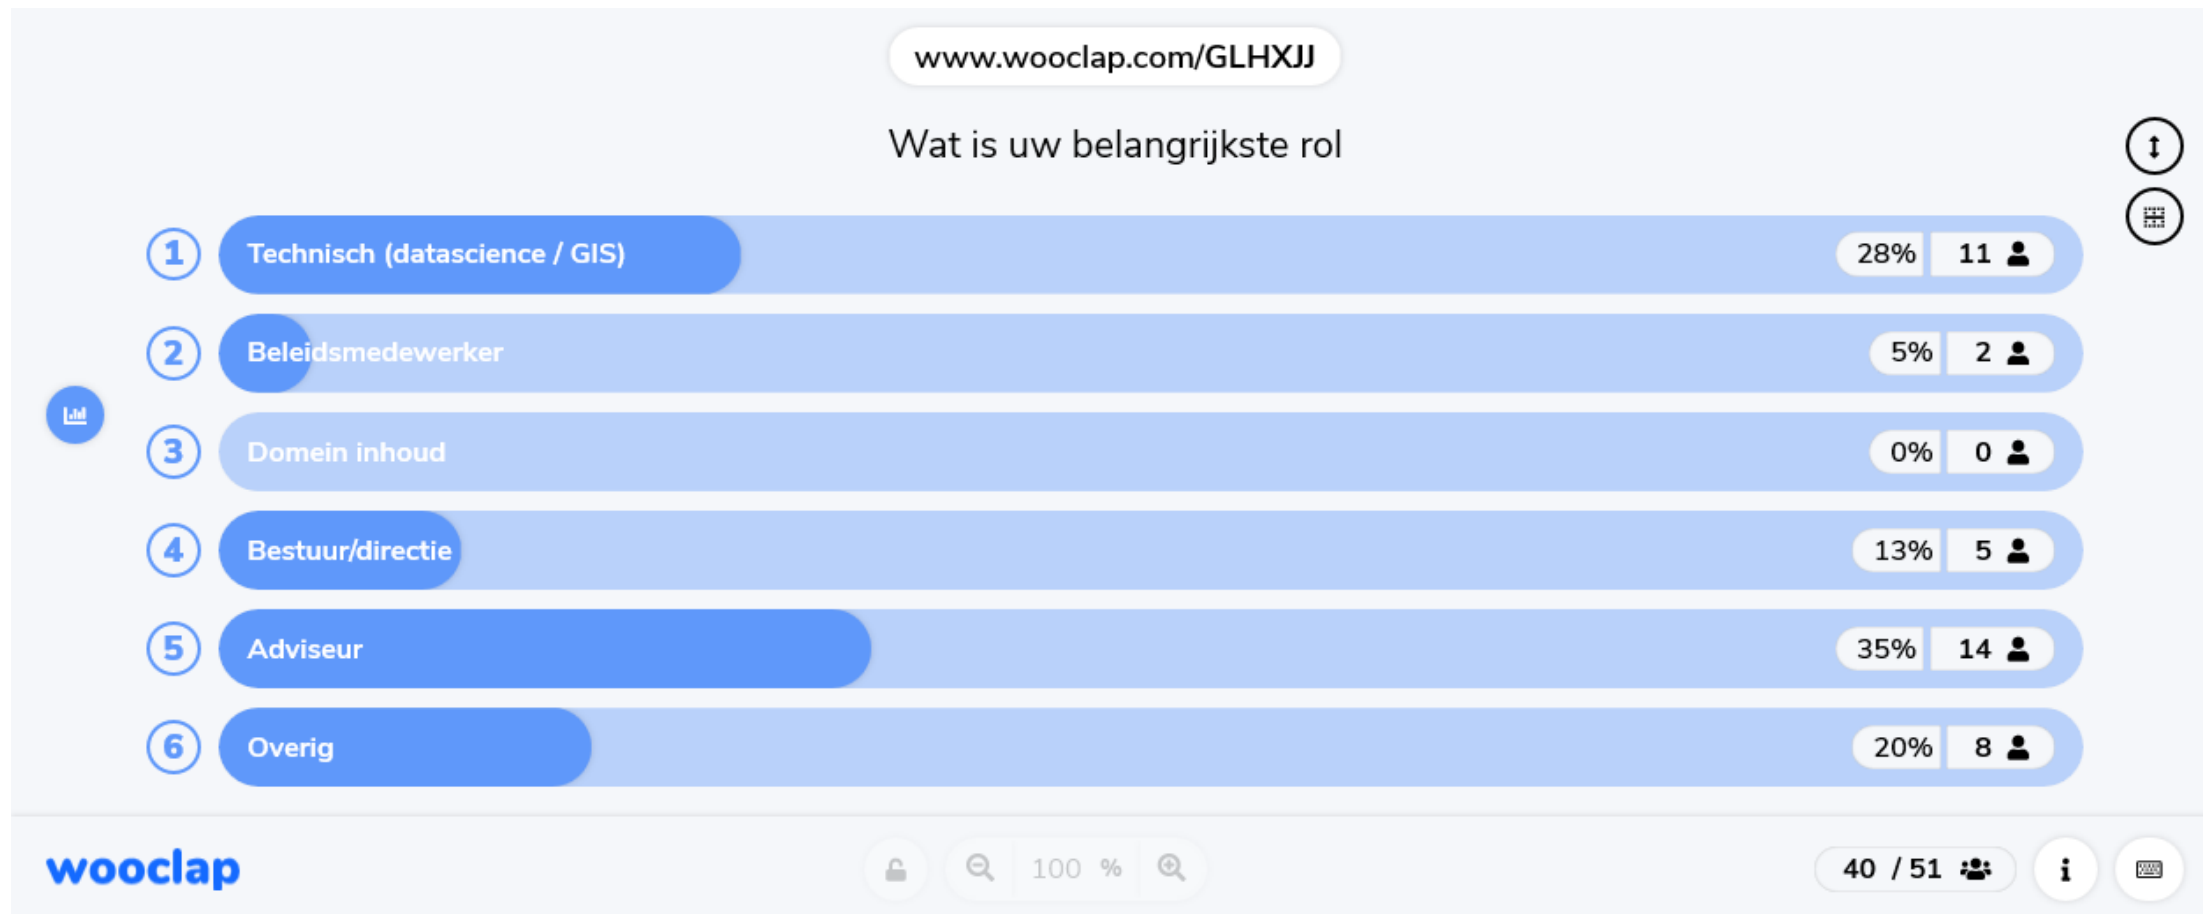 www.wooclap.com/GLHXJJ
Wat is uw belangrijkste rol
1 Technisch (datascience / GIS) 28% 11
2 Beleidsmedewerker 5% 2
3 Domein inhoud 0% 0
4 Bestuur/directie 13% 5
5 Adviseur 35% 14
6 Overig 20% 8
wooclap 100 % 40 / 51 i